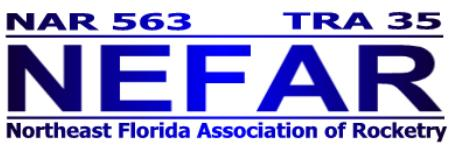 NAR 563 TRA 35
NEFAR
Northeast Florida Association of Rocketry